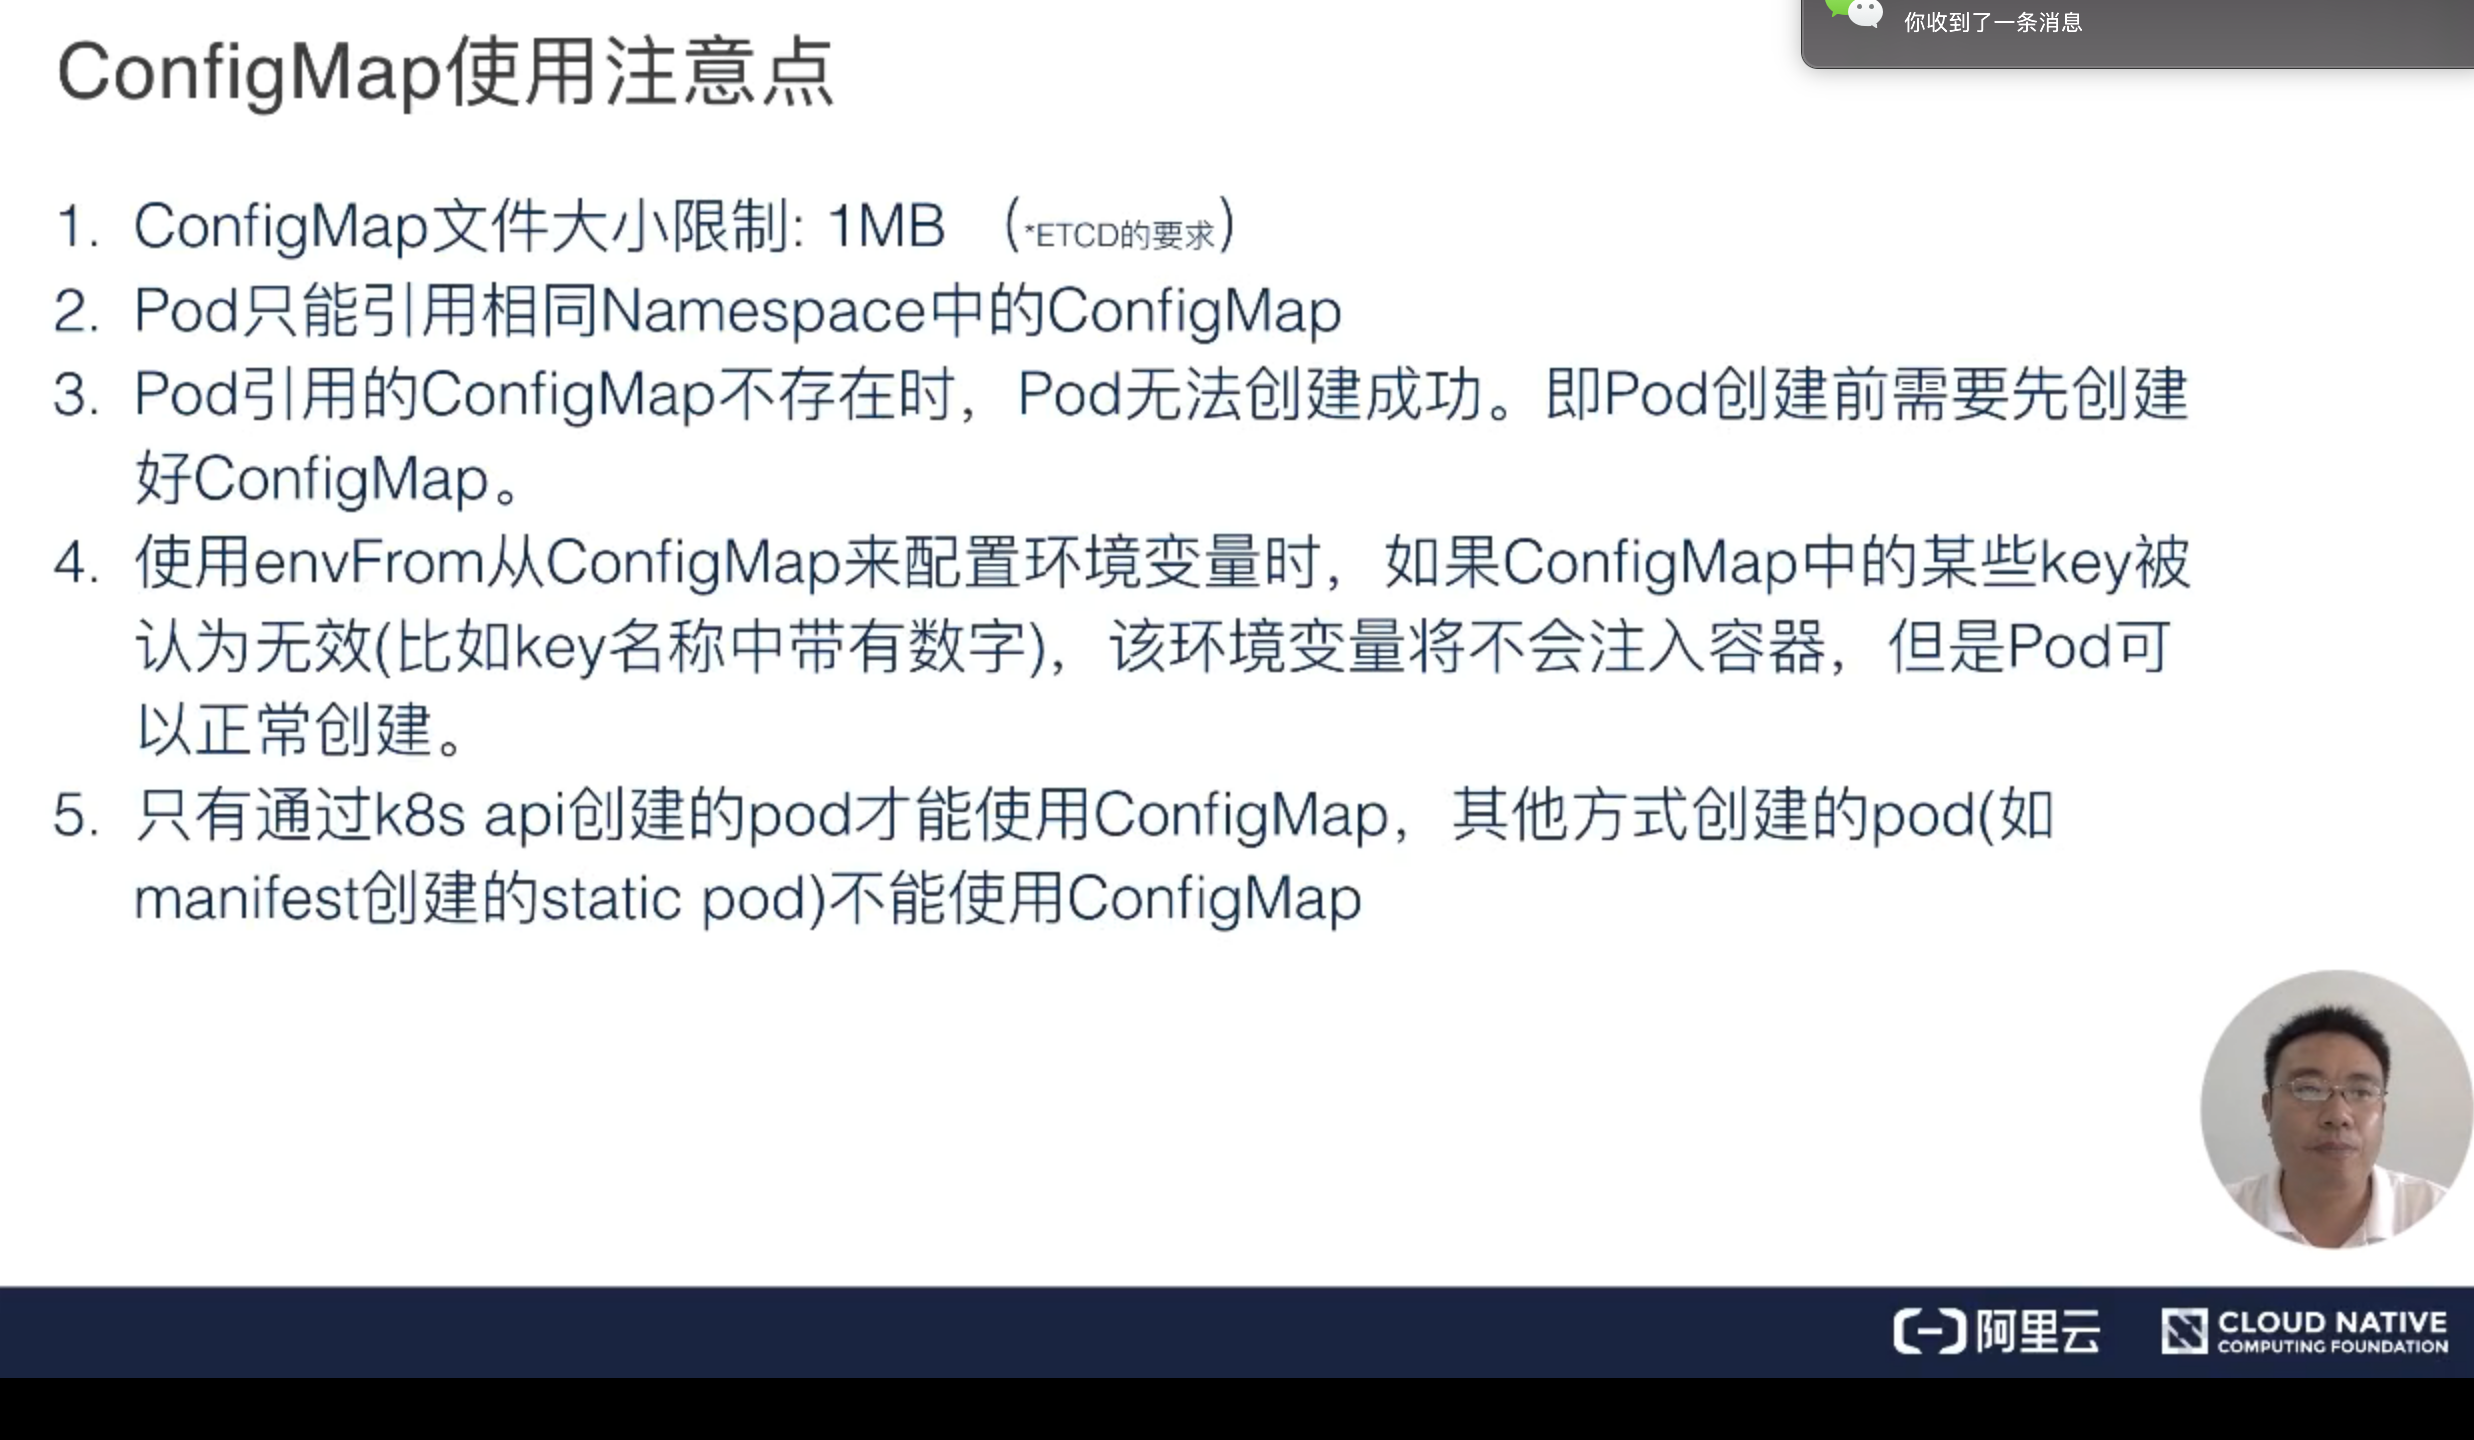 你收到了一条消息
ConfigMap使用注意点
1. ConfigMap文件大小限制: 1MB （*ETCD的要求）
2. Pod只能引用相同Namespace中的ConfigMap
3. Pod引用的ConfigMap不存在时，Pod无法创建成功。即Pod创建前需要先创建
好ConfigMap。
4. 使用envFrom从ConfigMap来配置环境变量时，如果ConfigMap中的某些key被
认为无效(比如key名称中带有数字)，该环境变量将不会注入容器，但是Pod可
以正常创建。
5. 只有通过k8s api创建的pod才能使用ConfigMap，其他方式创建的pod(如
manifest创建的static pod)不能使用ConfigMap
阿里云
CLOUD NATIVE
COMPUTING FOUNDATION